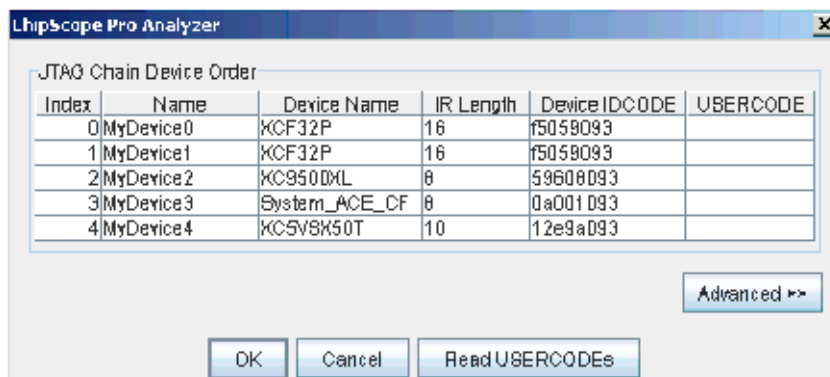 ChipScope Pro Analyzer
JTAG Chain Device Order
Index Name Device Name IR Length Device IDCODE USERCODE
0 MyDevice0 XCF32P 16 f5059093
1 MyDevice1 XCF32P 16 f5059093
2 MyDevice2 XC9500XL 8 59608093
3 MyDevice3 System_ACE_CF 8 0a001093
4 MyDevice4 XC5VSX50T 10 12e9a093
Advanced >>
OK Cancel Read USERCODEs